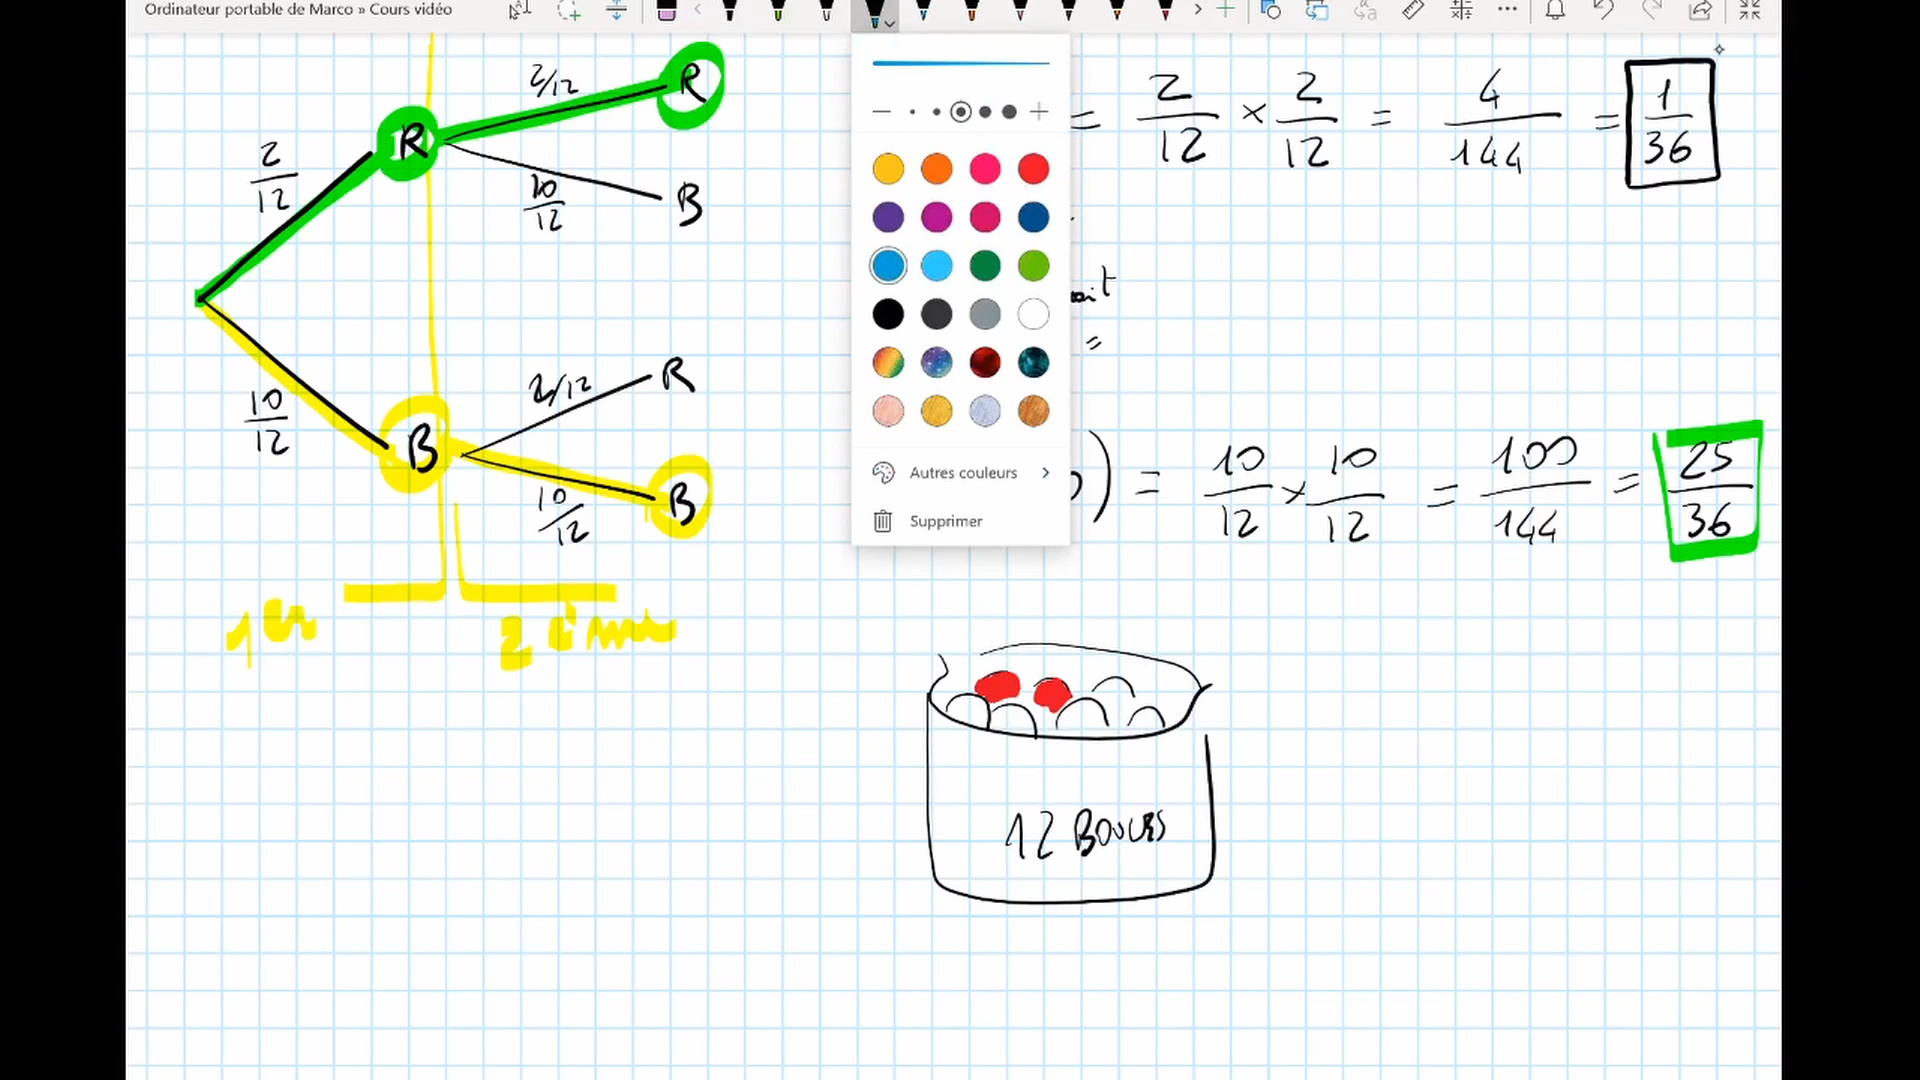 Ordinateur portable de Marco » Cours vidéo
2/12
R
R
2
12
10
12
B
= 2/12 × 2/12 = 4/144 = 1/36
ait
=
Autres couleurs
Supprimer
2/12
R
10
12
B
10
12
B
) = 10/12 × 10/12 = 100/144 = 25/36
1er
2ième
12 BOULES